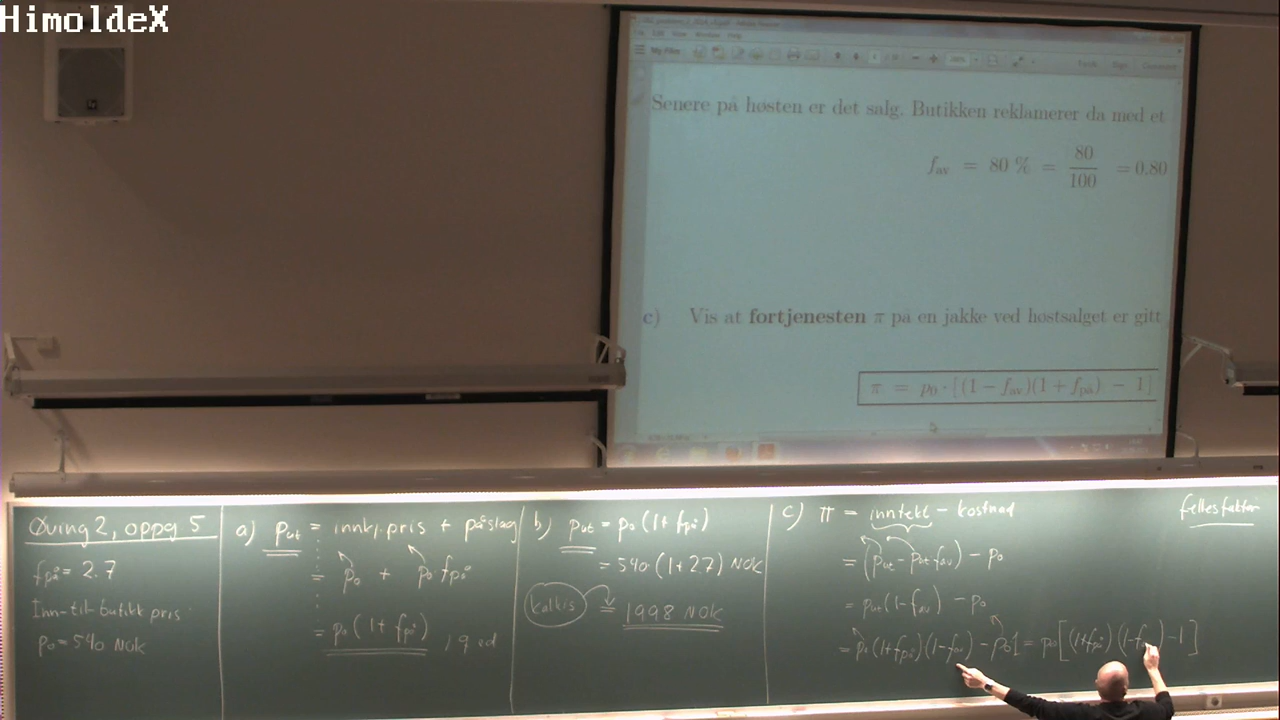 HimoldeX
Senere på høsten er det salg. Butikken reklamerer da med et
f_av = 80 % = 80/100 = 0.80
c) Vis at fortjenesten π på en jakke ved høstsalget er gitt
π = p₀ · [(1 − f_av)(1 + f_på) − 1]
Øving 2, oppg 5
f_på = 2.7
Inn-til-butikk pris:
p₀ = 540 NOK
a) p_ut = innkj.pris + påslag
= p₀ + p₀·f_på
= p₀(1+f_på), qed
b) p_ut = p₀(1+f_på)
= 540·(1+2.7) NOK
= 1998 NOK
c) π = inntekt − kostnad
= (p_ut − p_ut·f_av) − p₀
= p_ut(1−f_av) − p₀
= p₀(1+f_på)(1−f_av) − p₀·1 = p₀[(1+f_på)(1−f_av)−1]
fellesfaktor